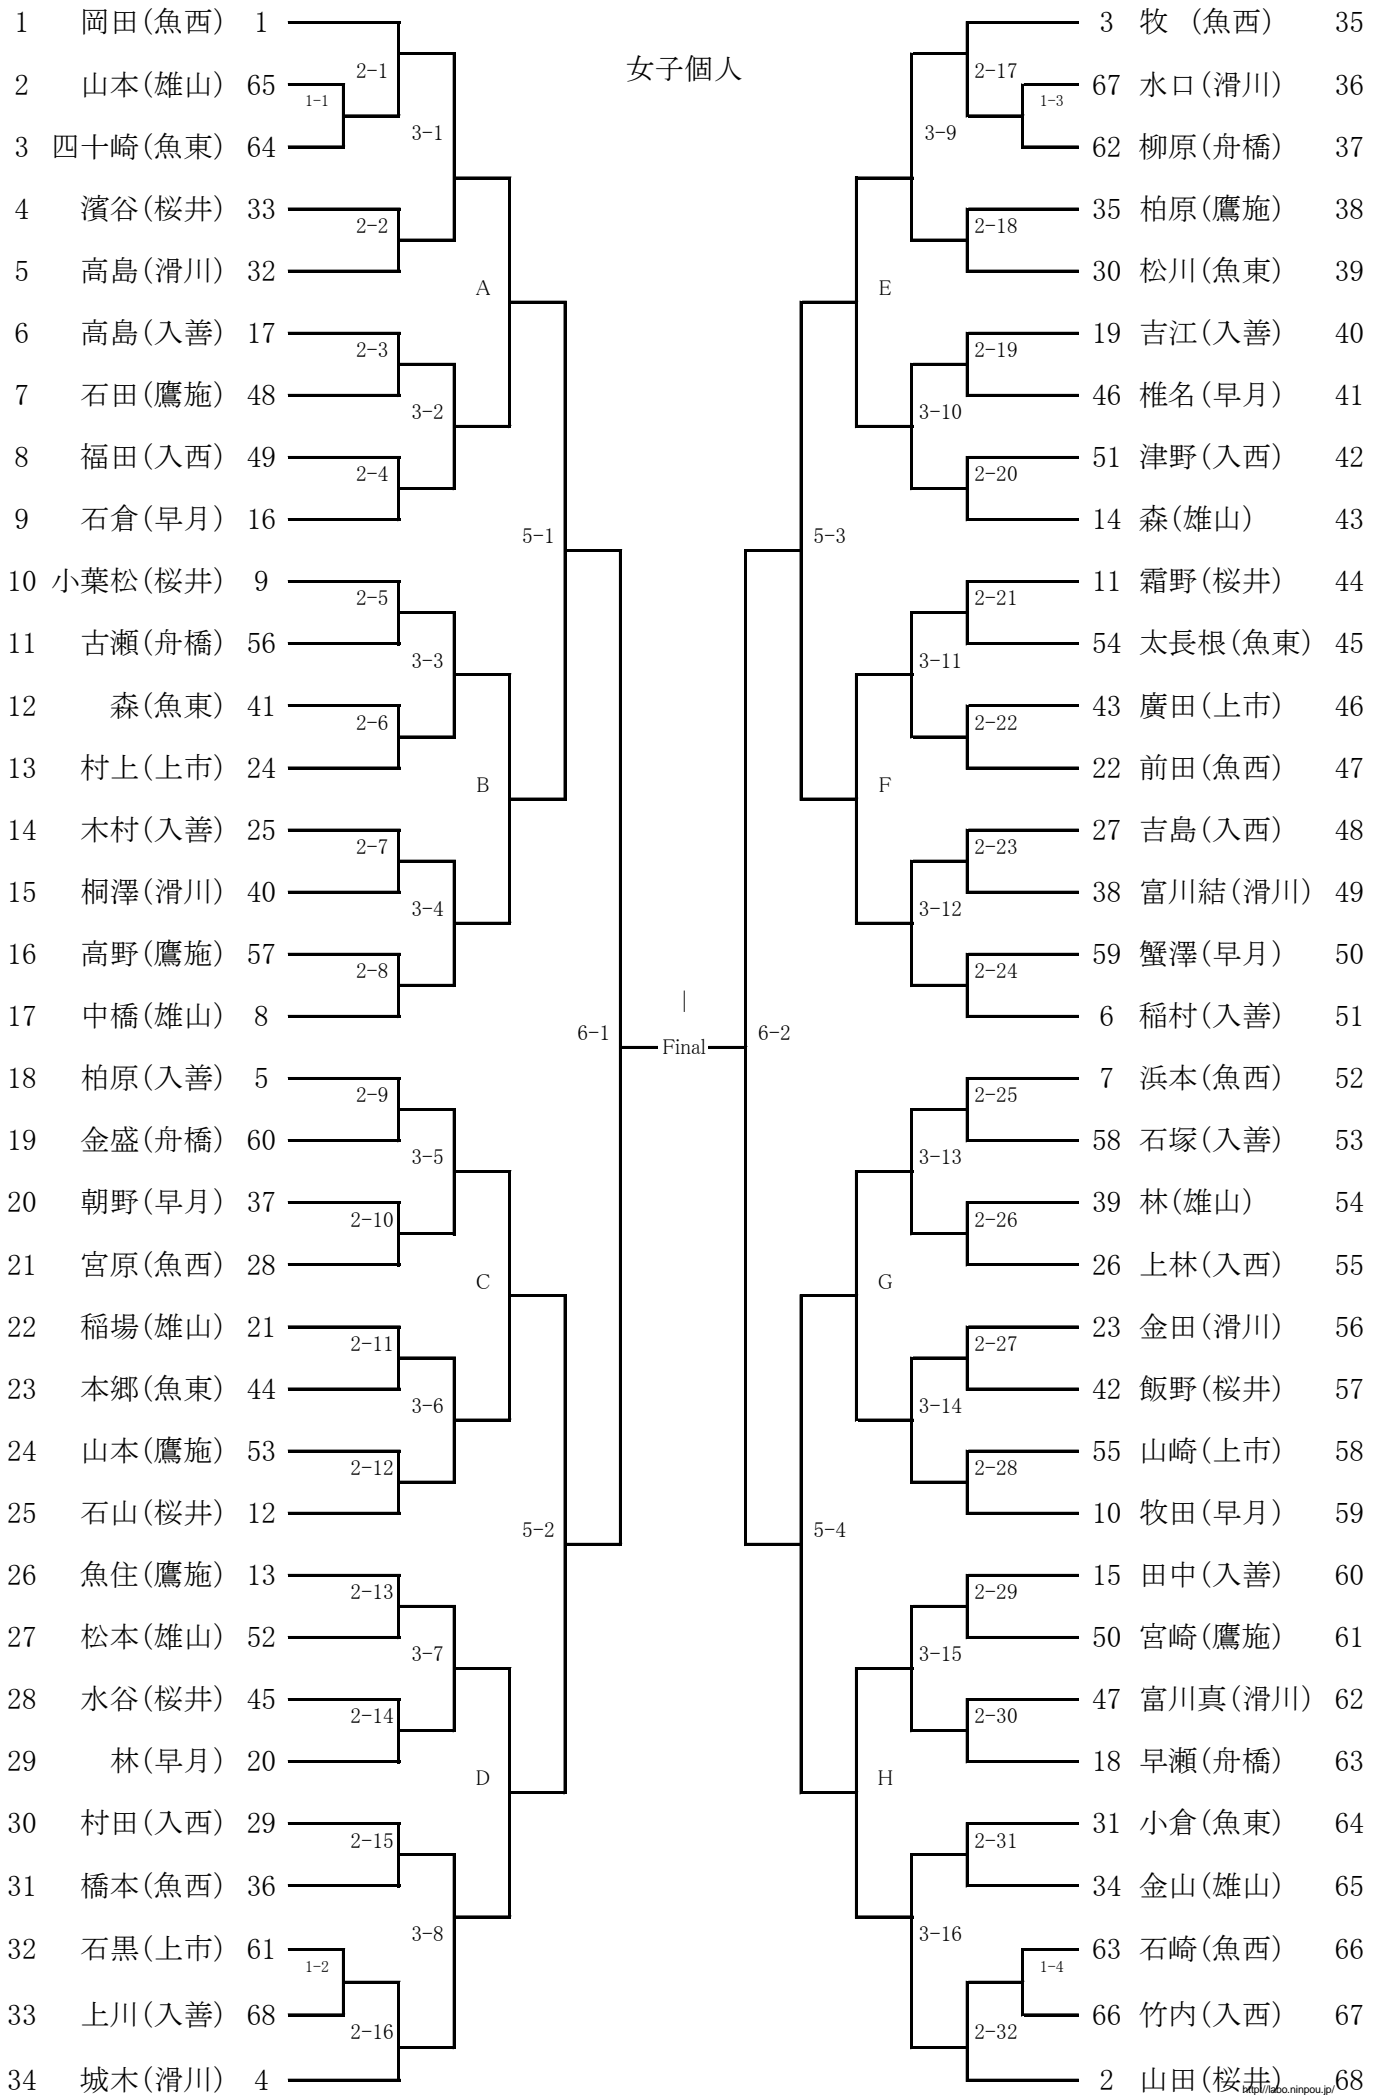 女子個人
1 岡田(魚西) 1
2 山本(雄山) 65
3 四十崎(魚東) 64
4 濱谷(桜井) 33
5 高島(滑川) 32
6 高島(入善) 17
7 石田(鷹施) 48
8 福田(入西) 49
9 石倉(早月) 16
10 小葉松(桜井) 9
11 古瀬(舟橋) 56
12 森(魚東) 41
13 村上(上市) 24
14 木村(入善) 25
15 桐澤(滑川) 40
16 高野(鷹施) 57
17 中橋(雄山) 8
18 柏原(入善) 5
19 金盛(舟橋) 60
20 朝野(早月) 37
21 宮原(魚西) 28
22 稲場(雄山) 21
23 本郷(魚東) 44
24 山本(鷹施) 53
25 石山(桜井) 12
26 魚住(鷹施) 13
27 松本(雄山) 52
28 水谷(桜井) 45
29 林(早月) 20
30 村田(入西) 29
31 橋本(魚西) 36
32 石黒(上市) 61
33 上川(入善) 68
34 城木(滑川) 4
1-1
1-2
2-1
2-2
2-3
2-4
2-5
2-6
2-7
2-8
2-9
2-10
2-11
2-12
2-13
2-14
2-15
2-16
3-1
3-2
3-3
3-4
3-5
3-6
3-7
3-8
A
B
C
D
5-1
5-2
6-1
|
Final
6-2
5-3
5-4
E
F
G
H
3-9
3-10
3-11
3-12
3-13
3-14
3-15
3-16
2-17
2-18
2-19
2-20
2-21
2-22
2-23
2-24
2-25
2-26
2-27
2-28
2-29
2-30
2-31
2-32
1-3
1-4
3 牧 (魚西) 35
67 水口(滑川) 36
62 柳原(舟橋) 37
35 柏原(鷹施) 38
30 松川(魚東) 39
19 吉江(入善) 40
46 椎名(早月) 41
51 津野(入西) 42
14 森(雄山) 43
11 霜野(桜井) 44
54 太長根(魚東) 45
43 廣田(上市) 46
22 前田(魚西) 47
27 吉島(入西) 48
38 富川結(滑川) 49
59 蟹澤(早月) 50
6 稲村(入善) 51
7 浜本(魚西) 52
58 石塚(入善) 53
39 林(雄山) 54
26 上林(入西) 55
23 金田(滑川) 56
42 飯野(桜井) 57
55 山崎(上市) 58
10 牧田(早月) 59
15 田中(入善) 60
50 宮崎(鷹施) 61
47 富川真(滑川) 62
18 早瀬(舟橋) 63
31 小倉(魚東) 64
34 金山(雄山) 65
63 石崎(魚西) 66
66 竹内(入西) 67
2 山田(桜井) 68
http://labo.ninpou.jp/